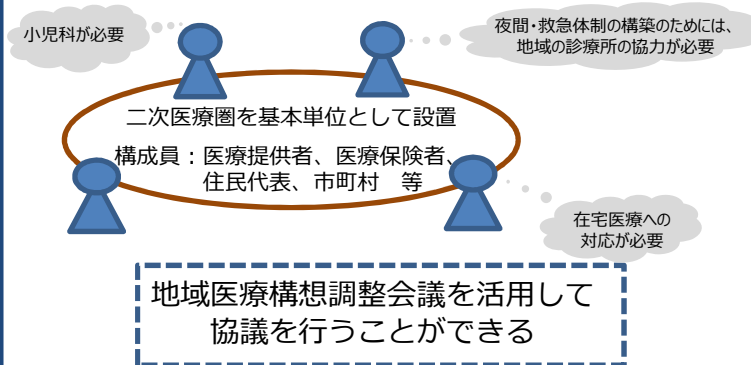 小児科が必要
夜間・救急体制の構築のためには、
地域の診療所の協力が必要
二次医療圏を基本単位として設置
構成員：医療提供者、医療保険者、
住民代表、市町村　等
在宅医療への
対応が必要
地域医療構想調整会議を活用して
協議を行うことができる